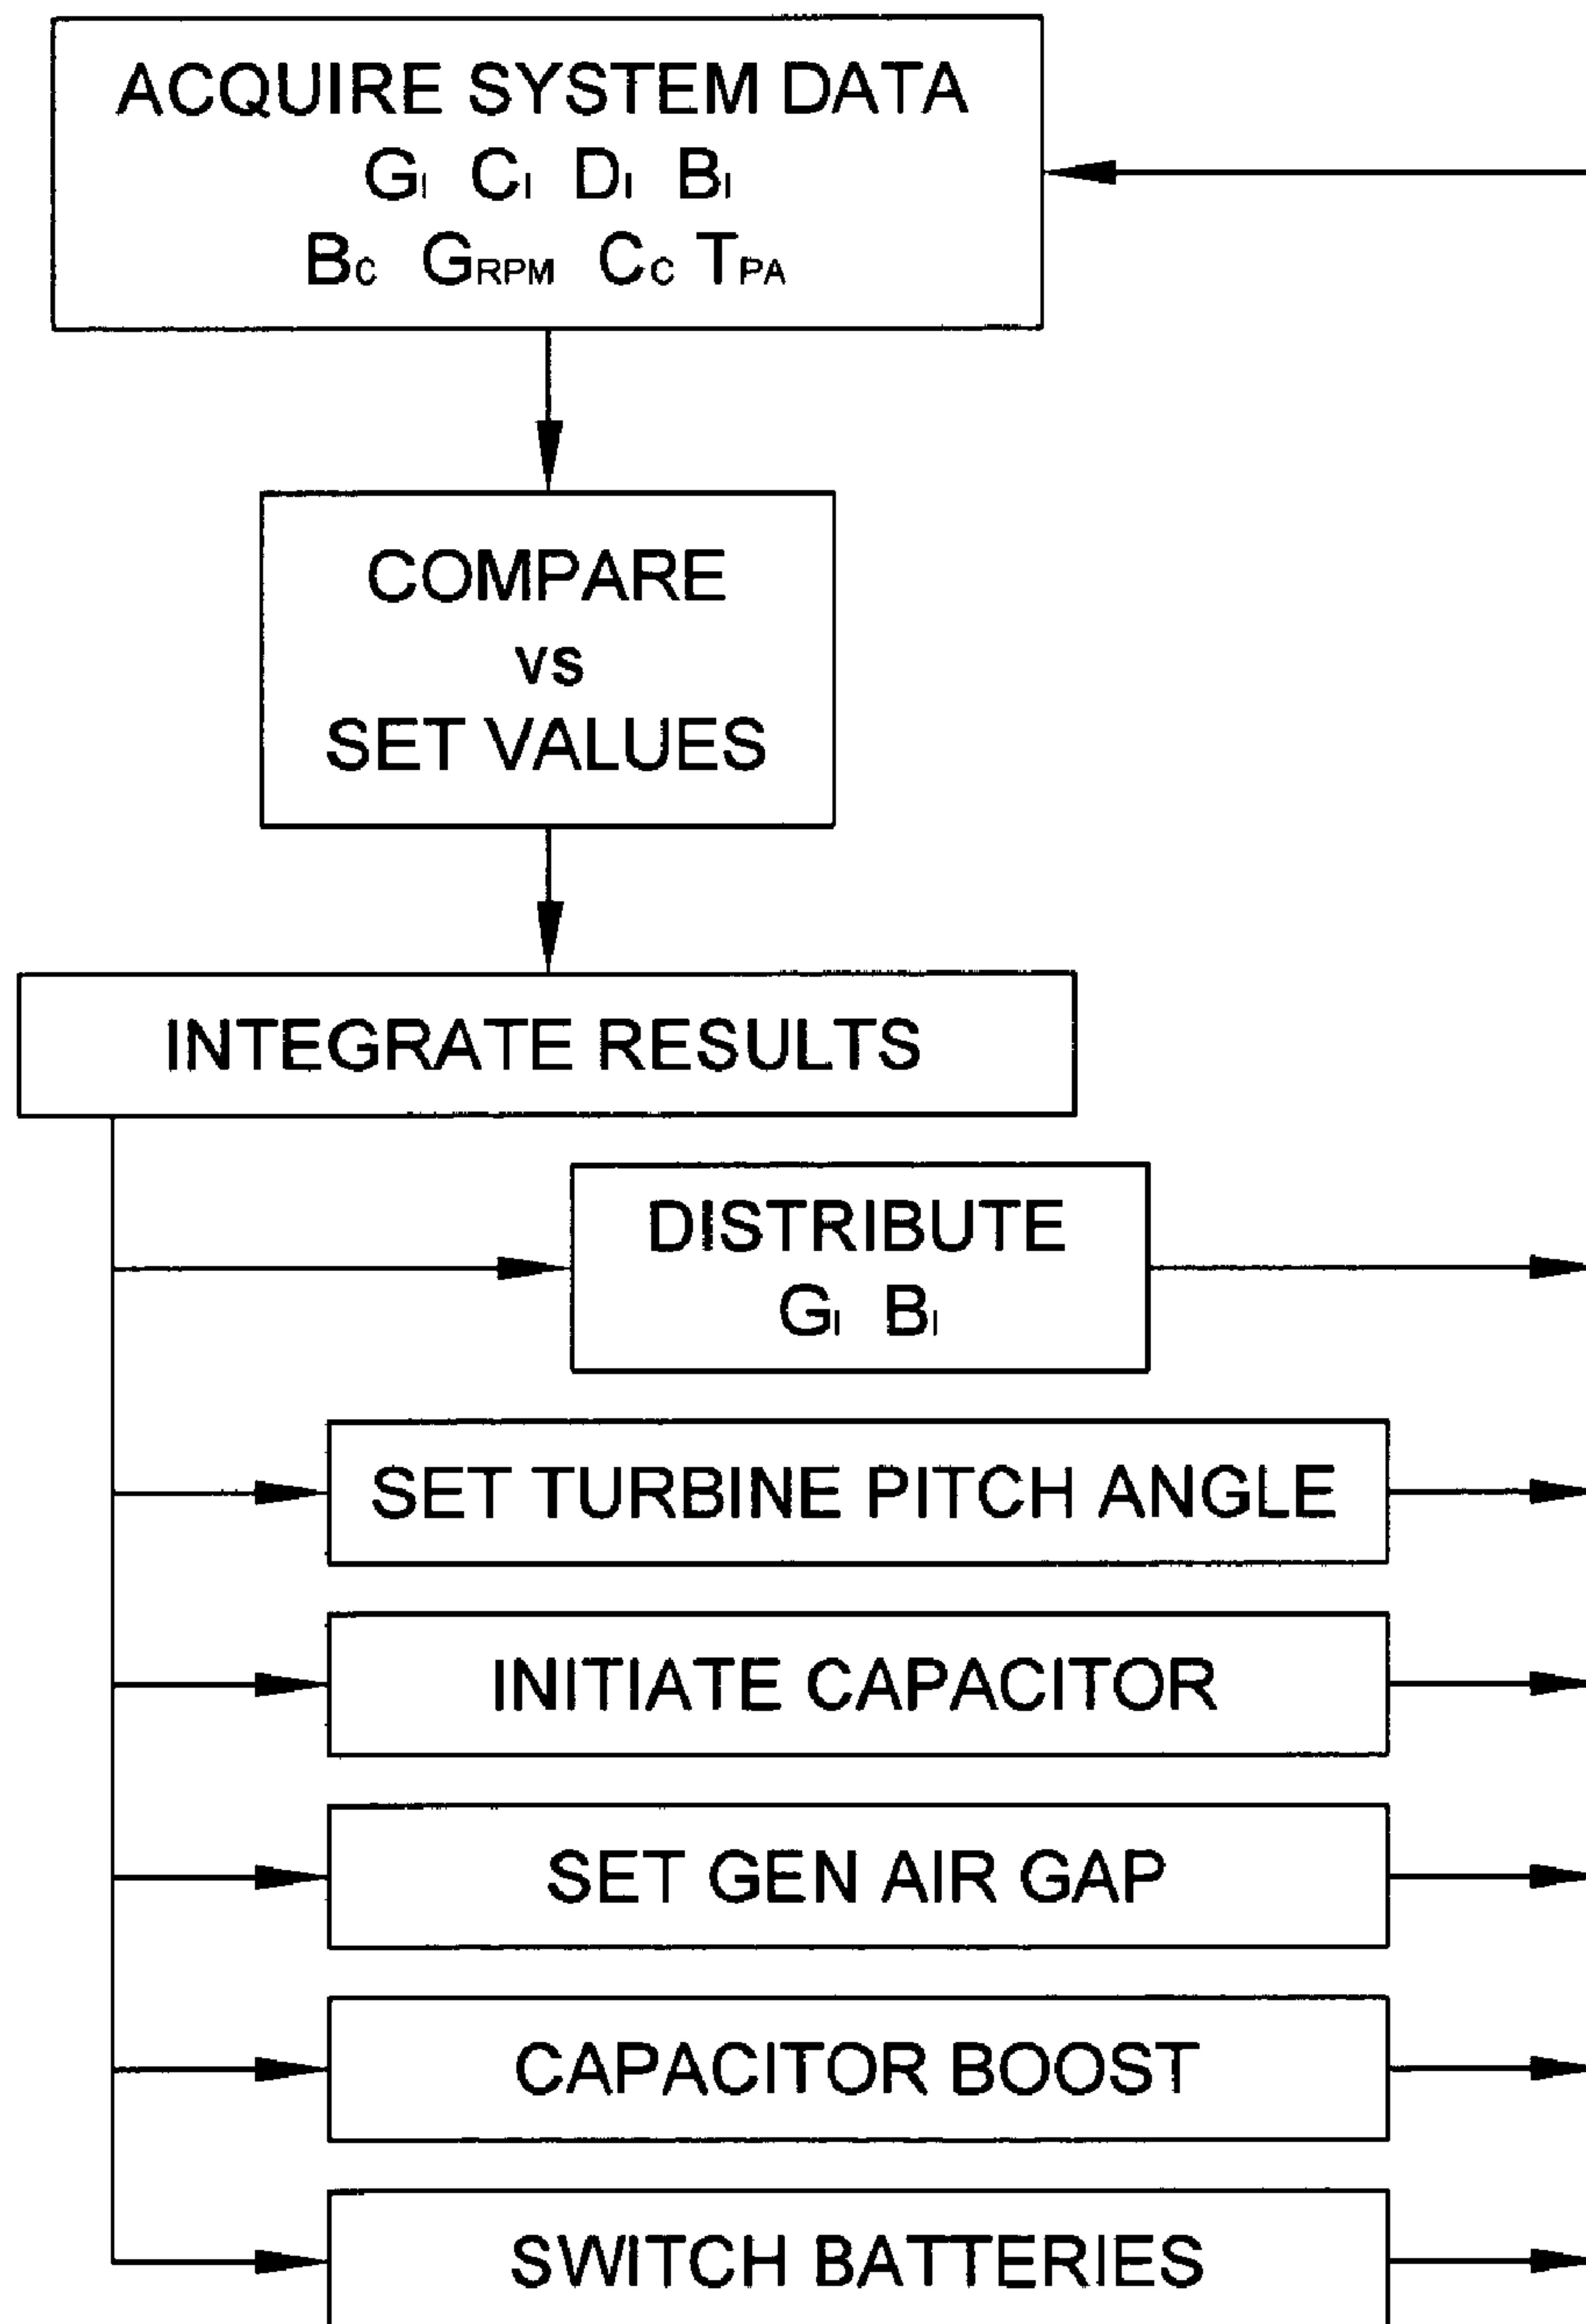 ACQUIRE SYSTEM DATA
GI CI DI BI
BC GRPM CC TPA
COMPARE
vs
SET VALUES
INTEGRATE RESULTS
DISTRIBUTE
GI BI
SET TURBINE PITCH ANGLE
INITIATE CAPACITOR
SET GEN AIR GAP
CAPACITOR BOOST
SWITCH BATTERIES